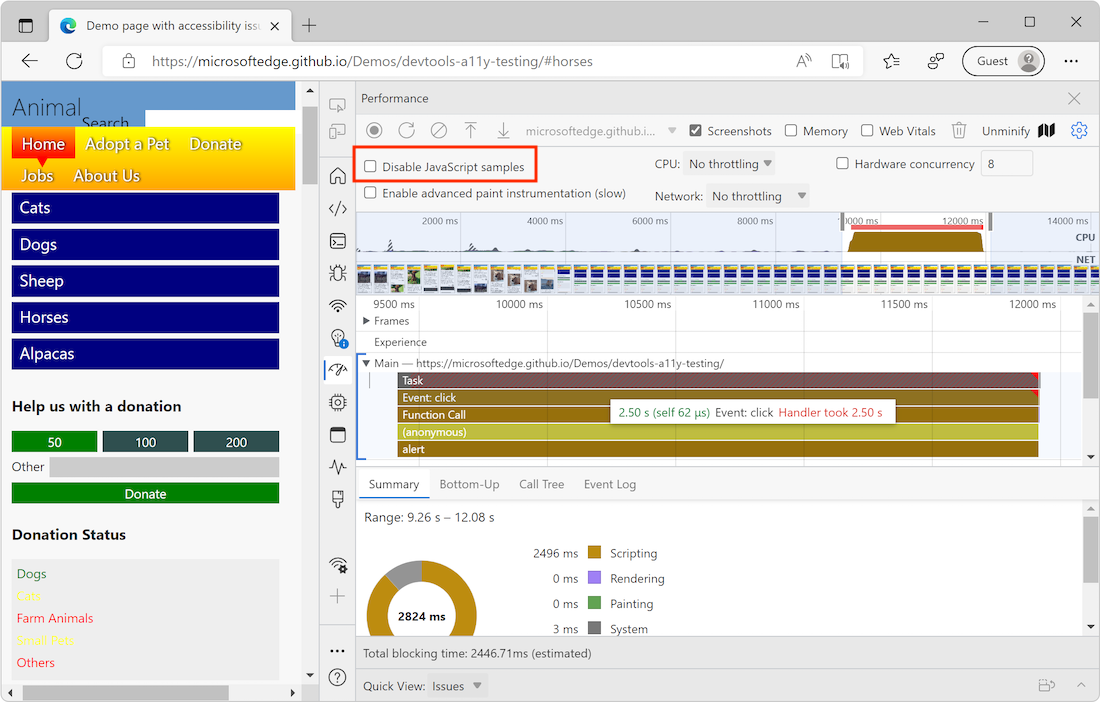 Demo page with accessibility issu
https://microsoftedge.github.io/Demos/devtools-a11y-testing/#horses
Guest
Animal
Search
Home Adopt a Pet Donate
Jobs About Us
Cats
Dogs
Sheep
Horses
Alpacas
Help us with a donation
50 100 200
Other
Donate
Donation Status
Dogs
Cats
Farm Animals
Small Pets
Others
Performance
microsoftedge.github.i... Screenshots Memory Web Vitals Unminify
Disable JavaScript samples CPU: No throttling Hardware concurrency 8
Enable advanced paint instrumentation (slow) Network: No throttling
2000 ms 4000 ms 6000 ms 8000 ms 0000 ms 12000 ms 14000 ms
CPU
NET
9500 ms 10000 ms 10500 ms 11000 ms 11500 ms 12000 ms
Frames
Experience
Main — https://microsoftedge.github.io/Demos/devtools-a11y-testing/
Task
Event: click
Function Call
2.50 s (self 62 µs) Event: click Handler took 2.50 s
(anonymous)
alert
Summary Bottom-Up Call Tree Event Log
Range: 9.26 s – 12.08 s
2496 ms Scripting
0 ms Rendering
0 ms Painting
3 ms System
2824 ms
Total blocking time: 2446.71ms (estimated)
Quick View: Issues